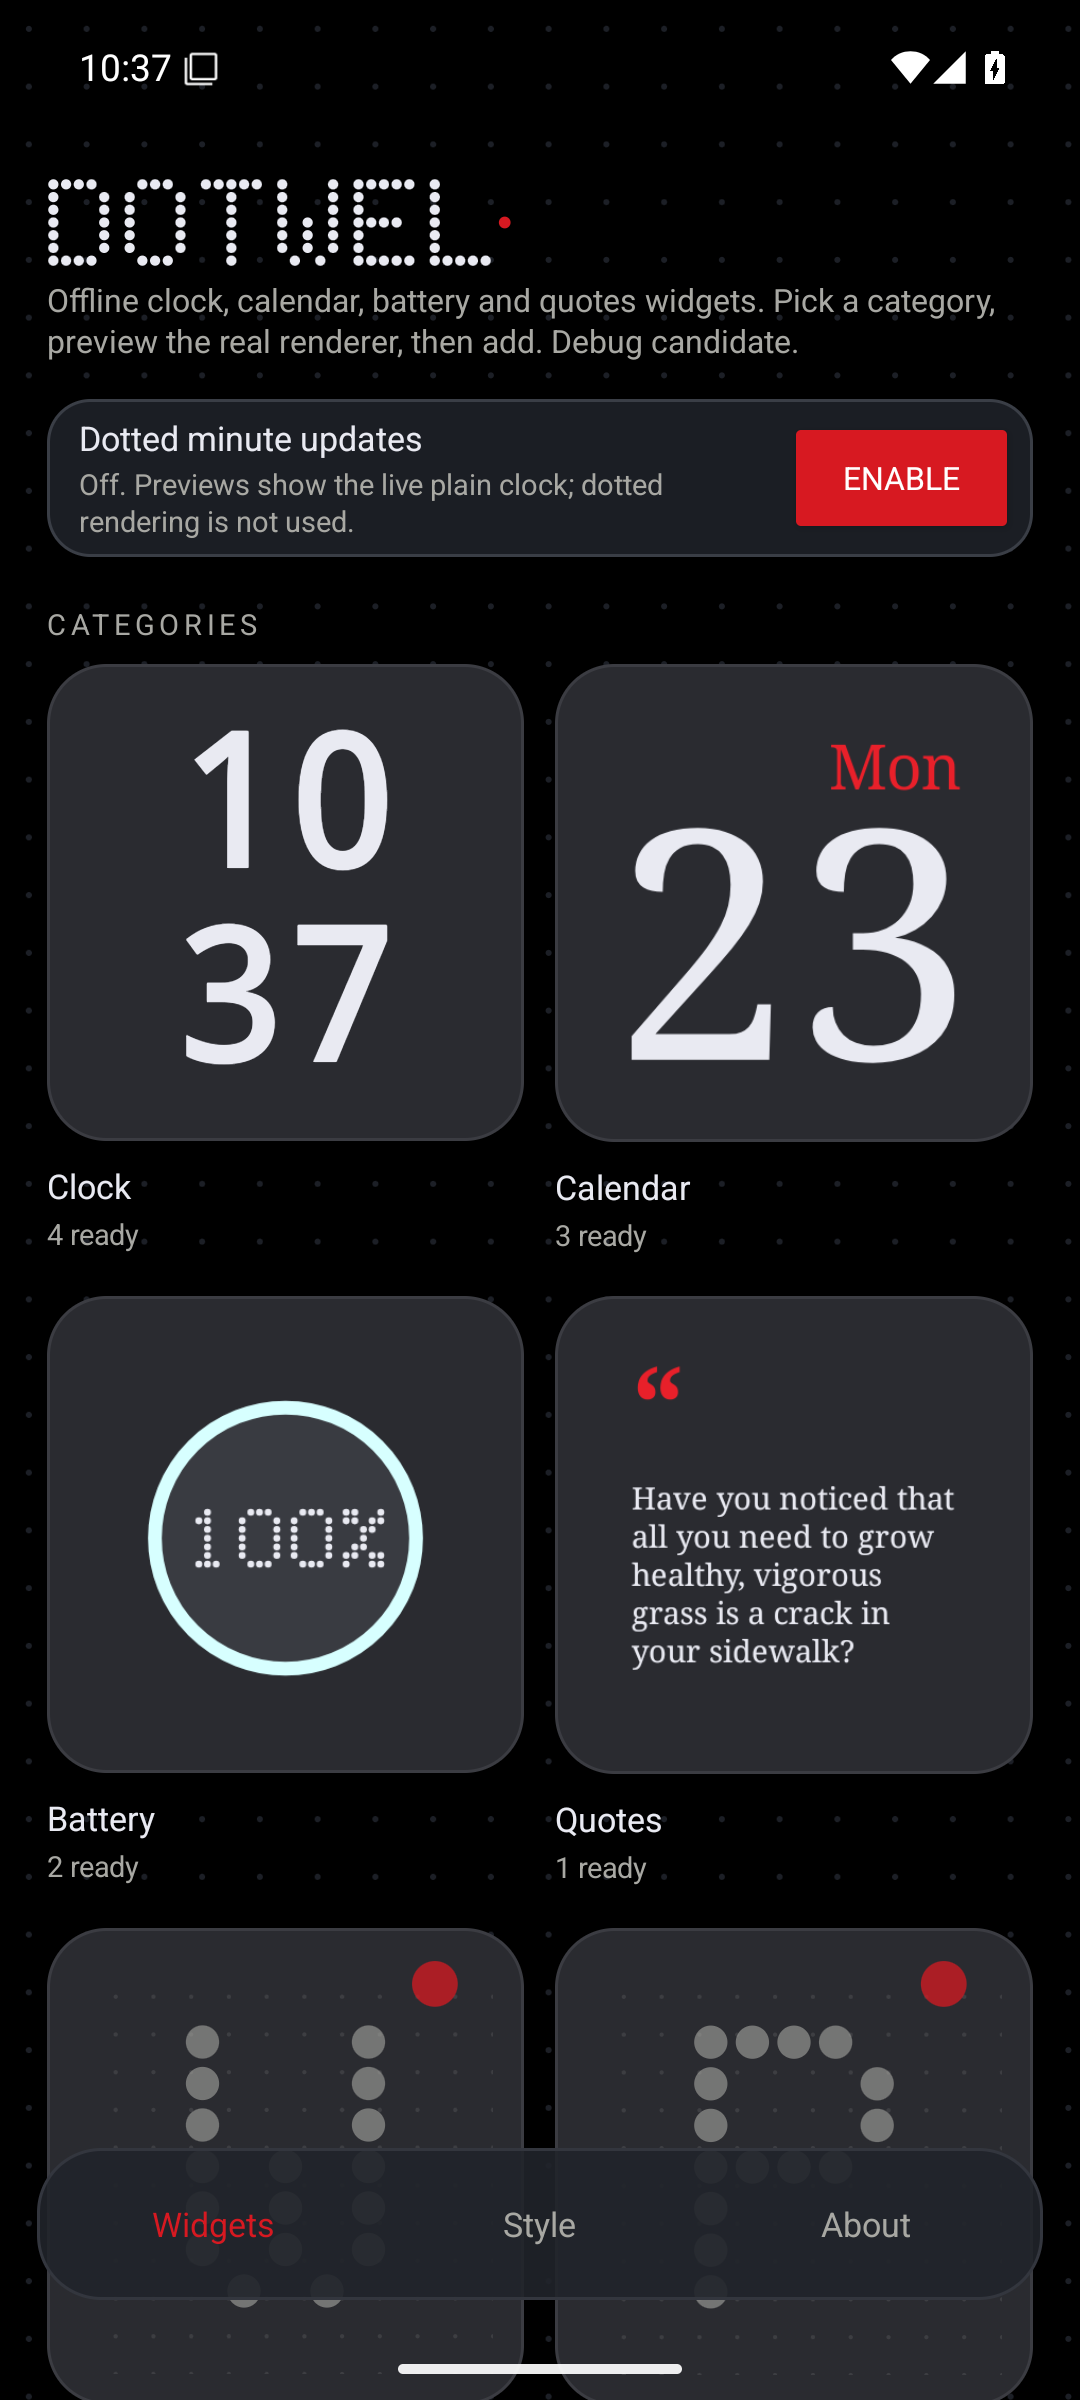 10:37
DOTWEL
Offline clock, calendar, battery and quotes widgets. Pick a category,
preview the real renderer, then add. Debug candidate.
Dotted minute updates
Off. Previews show the live plain clock; dotted
rendering is not used.
ENABLE
CATEGORIES
10
37
Mon
23
Clock
4 ready
Calendar
3 ready
100%
“
Have you noticed that
all you need to grow
healthy, vigorous
grass is a crack in
your sidewalk?
Battery
2 ready
Quotes
1 ready
W
P
Widgets
Style
About